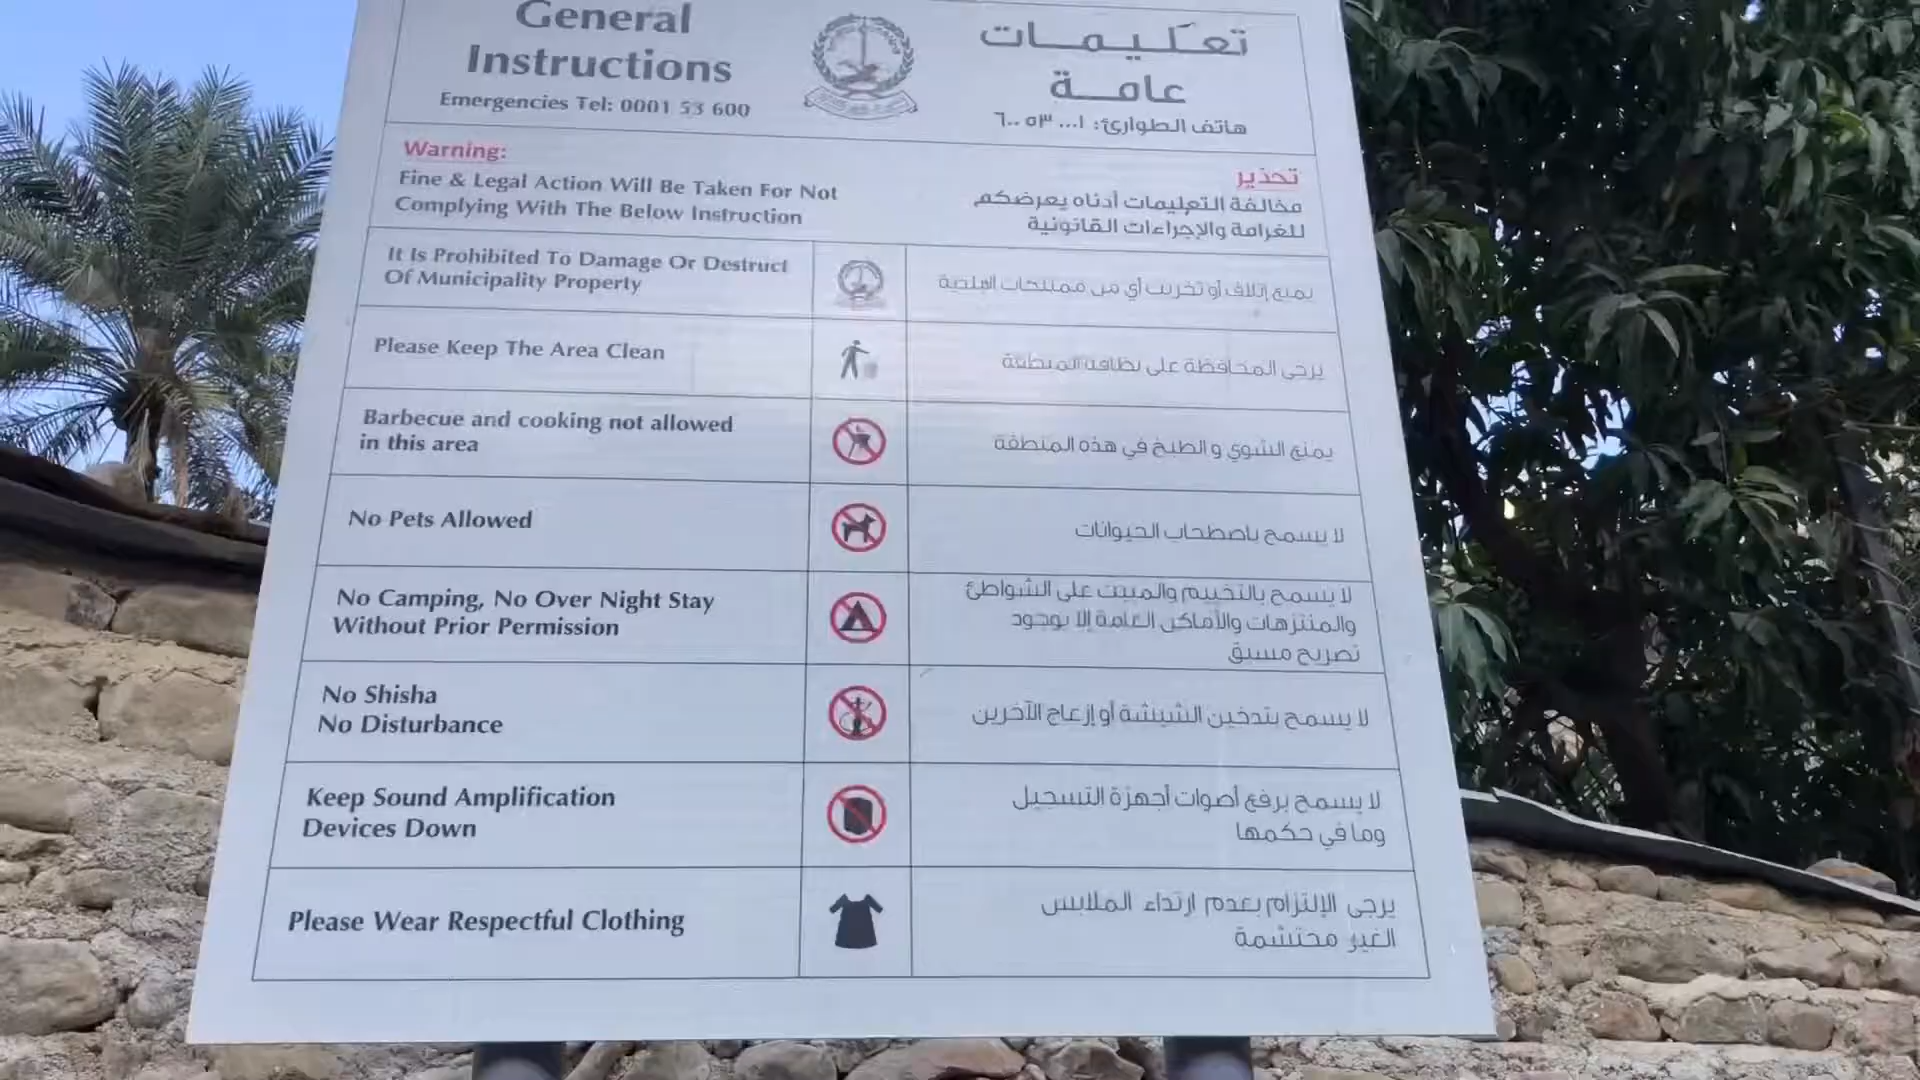 General
Instructions
Emergencies Tel: 0001 53 600
تعليمات
عامة
هاتف الطوارئ: ٦٠٠ ٥٣ ٠٠٠١
Warning:
Fine & Legal Action Will Be Taken For Not
Complying With The Below Instruction
تحذير
مخالفة التعليمات أدناه يعرضكم
للغرامة والإجراءات القانونية
It Is Prohibited To Damage Or Destruct
Of Municipality Property
يمنع إتلاف أو تخريب أي من ممتلكات البلدية
Please Keep The Area Clean
يرجى المحافظة على نظافة المنطقة
Barbecue and cooking not allowed
in this area
يمنع الشوي و الطبخ في هذه المنطقة
No Pets Allowed
لا يسمح باصطحاب الحيوانات
No Camping, No Over Night Stay
Without Prior Permission
لا يسمح بالتخييم والمبيت على الشواطئ
والمنتزهات والأماكن العامة إلا بوجود
تصريح مسبق
No Shisha
No Disturbance
لا يسمح بتدخين الشيشة أو إزعاج الآخرين
Keep Sound Amplification
Devices Down
لا يسمح برفع أصوات أجهزة التسجيل
وما في حكمها
Please Wear Respectful Clothing
يرجى الإلتزام بعدم ارتداء الملابس
الغير محتشمة